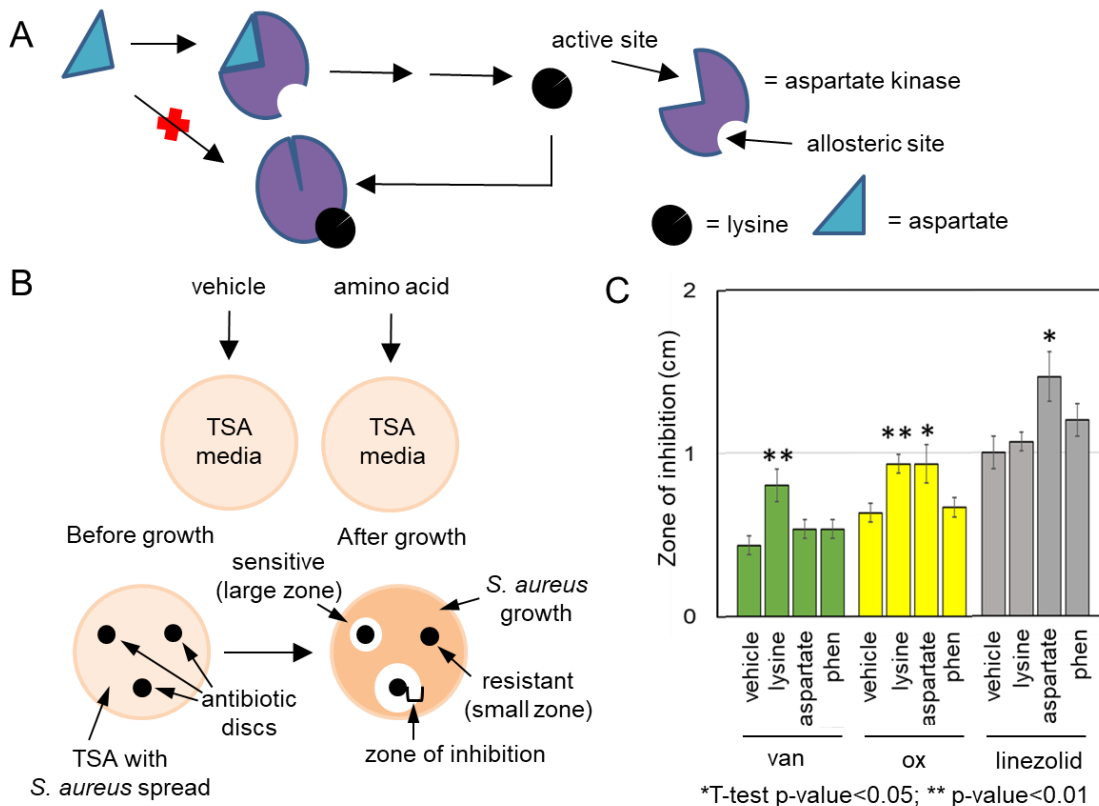 A
active site
= aspartate kinase
allosteric site
= lysine
= aspartate
B
vehicle
amino acid
TSA
media
TSA
media
Before growth
After growth
sensitive
(large zone)
S. aureus
growth
antibiotic
discs
resistant
(small zone)
TSA with
S. aureus spread
zone of inhibition
C
Zone of inhibition (cm)
2
1
0
**
**
*
*
vehicle
lysine
aspartate
phen
vehicle
lysine
aspartate
phen
vehicle
lysine
aspartate
phen
van
ox
linezolid
*T-test p-value<0.05; ** p-value<0.01